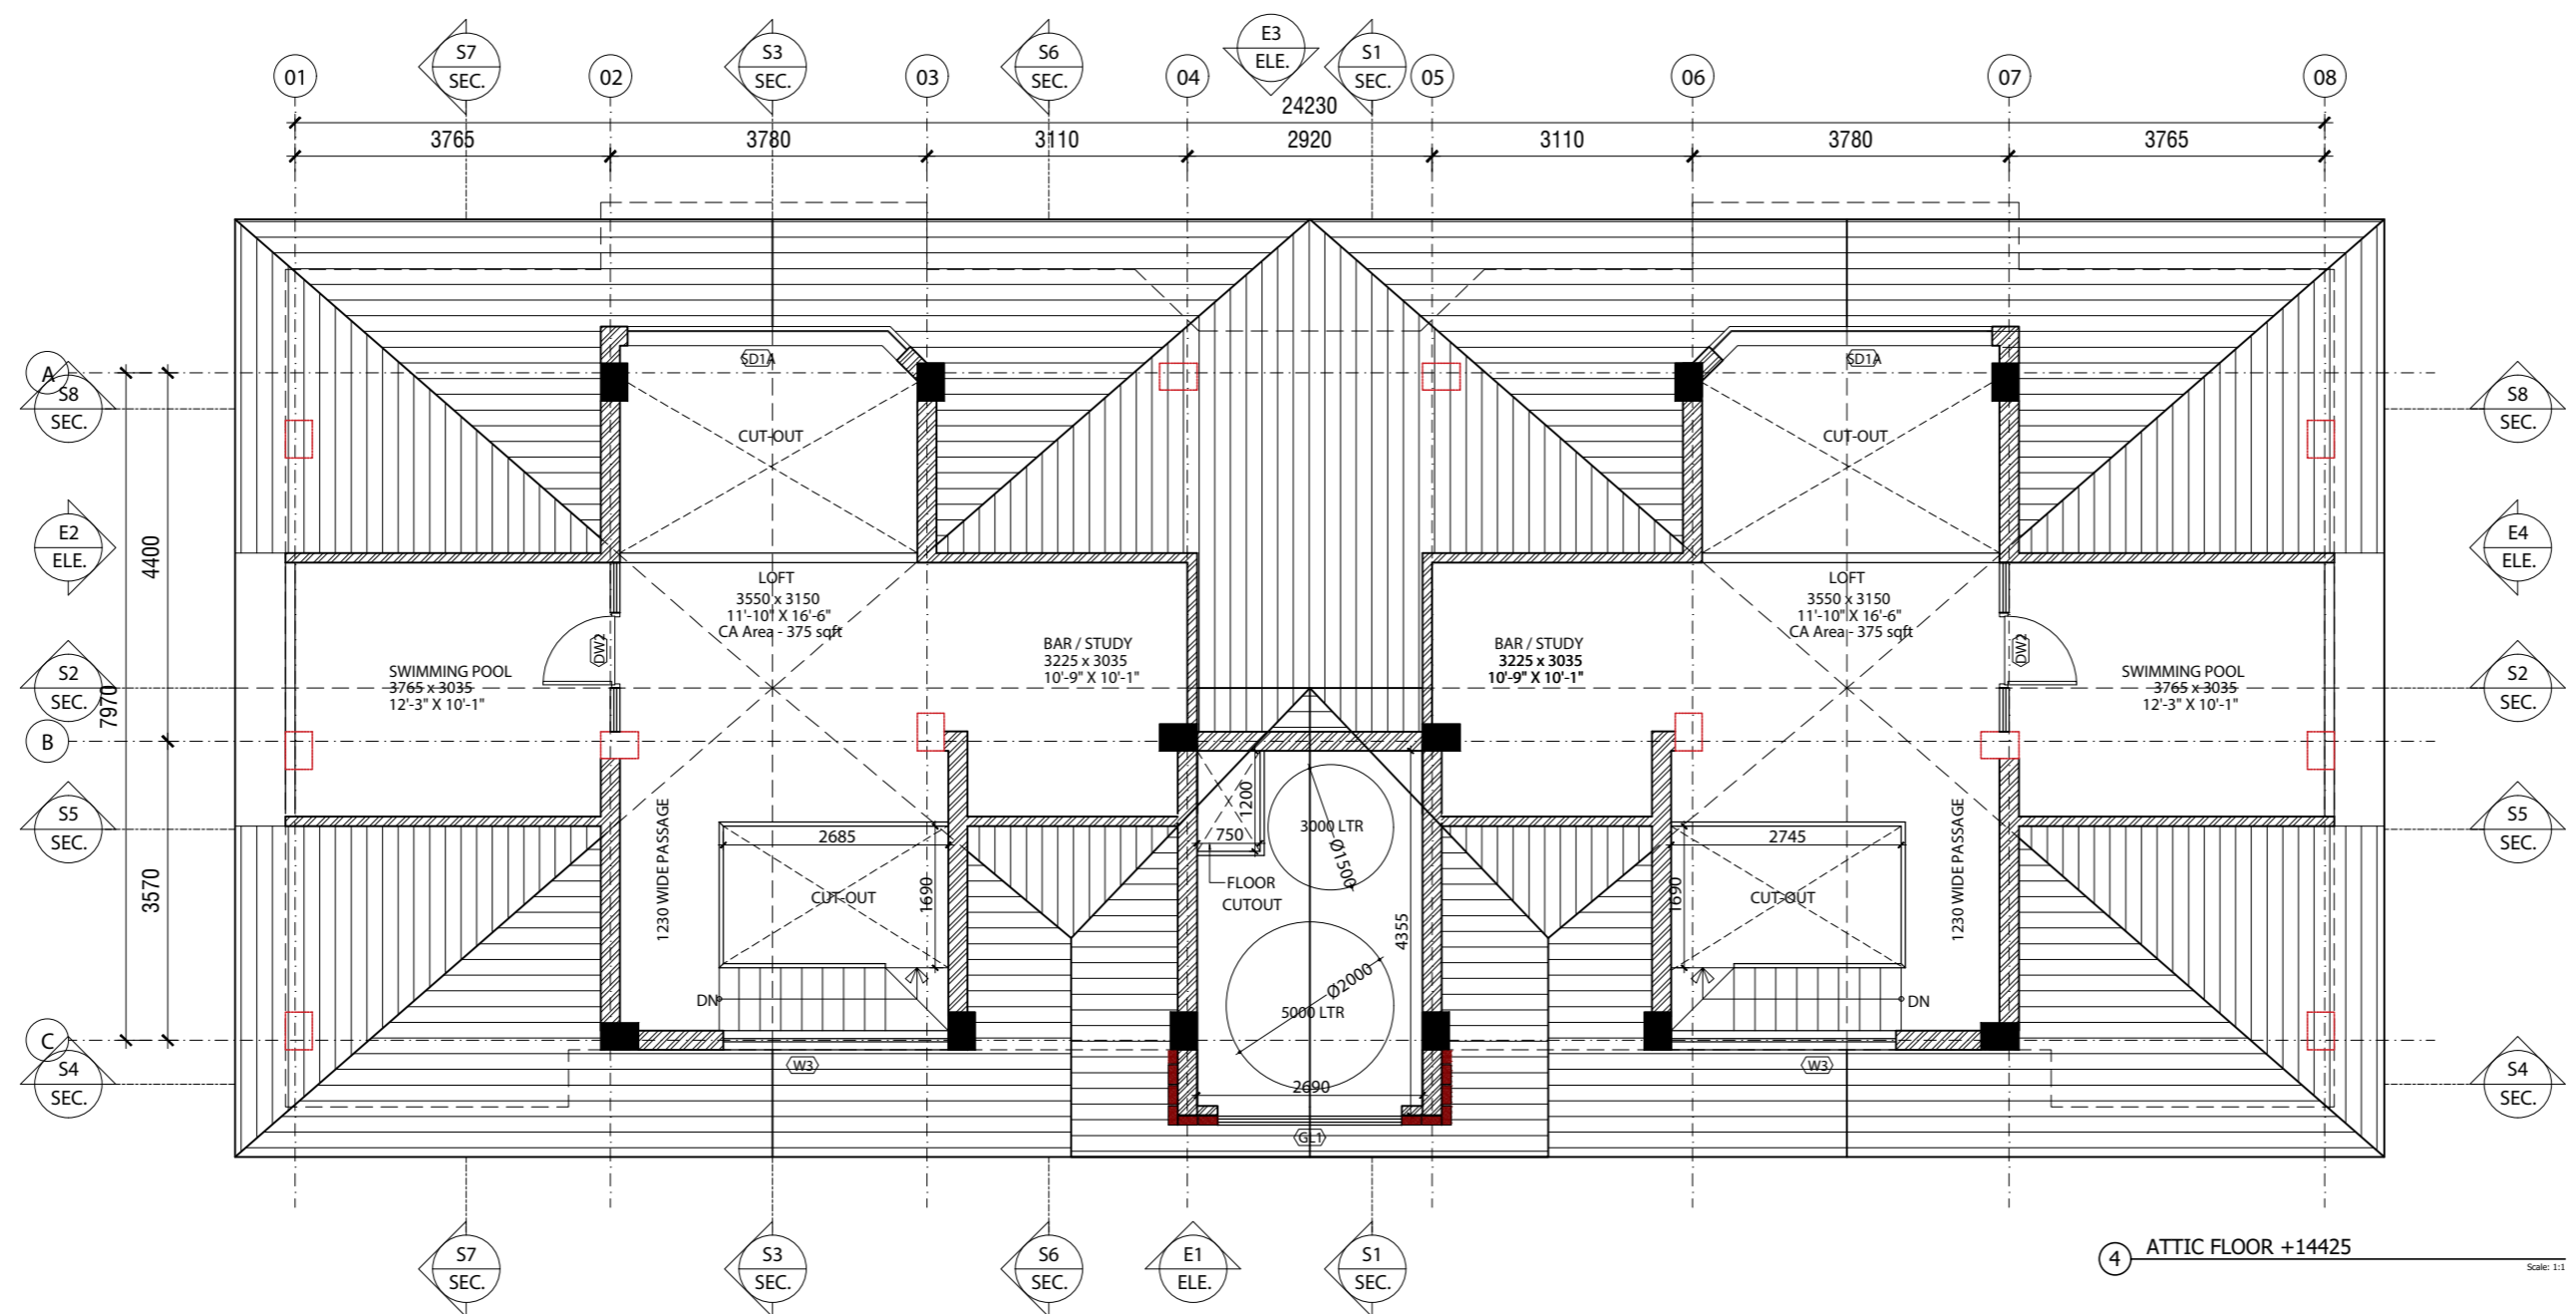 S7
SEC.
S3
SEC.
S6
SEC.
E3
ELE.
S1
SEC.
01
02
03
04
05
06
07
08
24230
3765
3780
3110
2920
3110
3780
3765
A
S8
SEC.
E2
ELE.
S2
SEC.
B
S5
SEC.
C
S4
SEC.
7970
4400
3570
S8
SEC.
E4
ELE.
S2
SEC.
S5
SEC.
S4
SEC.
SD1A
SD1A
CUT-OUT
CUT-OUT
LOFT
3550 x 3150
11'-10" X 16'-6"
CA Area - 375 sqft
LOFT
3550 x 3150
11'-10" X 16'-6"
CA Area - 375 sqft
DW2
DW2
SWIMMING POOL
3765 x 3035
12'-3" X 10'-1"
BAR / STUDY
3225 x 3035
10'-9" X 10'-1"
BAR / STUDY
3225 x 3035
10'-9" X 10'-1"
SWIMMING POOL
3765 x 3035
12'-3" X 10'-1"
1230 WIDE PASSAGE
2685
1690
CUT-OUT
DN
W3
X
1200
750
FLOOR
CUTOUT
3000 LTR
Ø1500
4355
Ø2000
5000 LTR
2690
GL1
2745
1690
CUT-OUT
1230 WIDE PASSAGE
DN
W3
S7
SEC.
S3
SEC.
S6
SEC.
E1
ELE.
S1
SEC.
4 ATTIC FLOOR +14425
Scale: 1:1